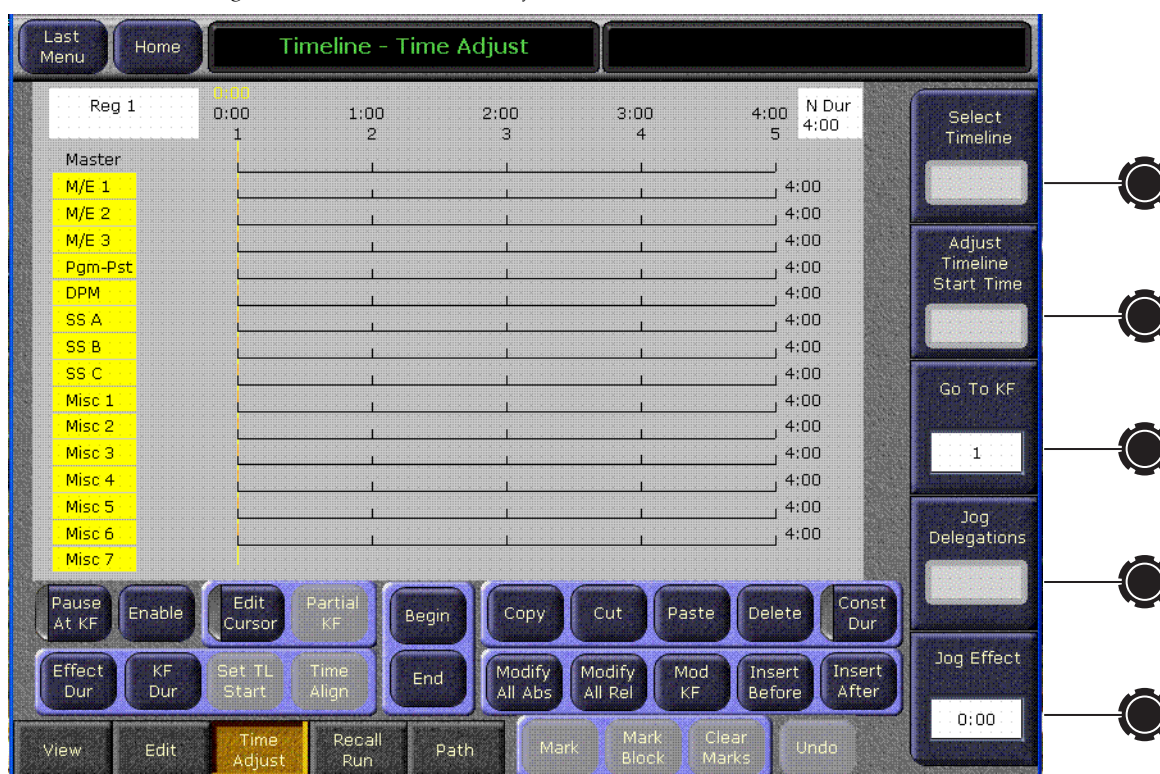 Last Menu
Home
Timeline - Time Adjust
Reg 1
0:00
0:00 1:00 2:00 3:00 4:00
1 2 3 4 5
N Dur
4:00
Master
M/E 1 4:00
M/E 2 4:00
M/E 3 4:00
Pgm-Pst 4:00
DPM 4:00
SS A 4:00
SS B 4:00
SS C 4:00
Misc 1 4:00
Misc 2 4:00
Misc 3 4:00
Misc 4 4:00
Misc 5 4:00
Misc 6 4:00
Misc 7
Select
Timeline
Adjust
Timeline
Start Time
Go To KF
1
Jog
Delegations
Jog Effect
0:00
Pause
At KF
Enable
Edit
Cursor
Partial
KF
Begin
Copy
Cut
Paste
Delete
Const
Dur
Effect
Dur
KF
Dur
Set TL
Start
Time
Align
End
Modify
All Abs
Modify
All Rel
Mod
KF
Insert
Before
Insert
After
View
Edit
Time
Adjust
Recall
Run
Path
Mark
Mark
Block
Clear
Marks
Undo